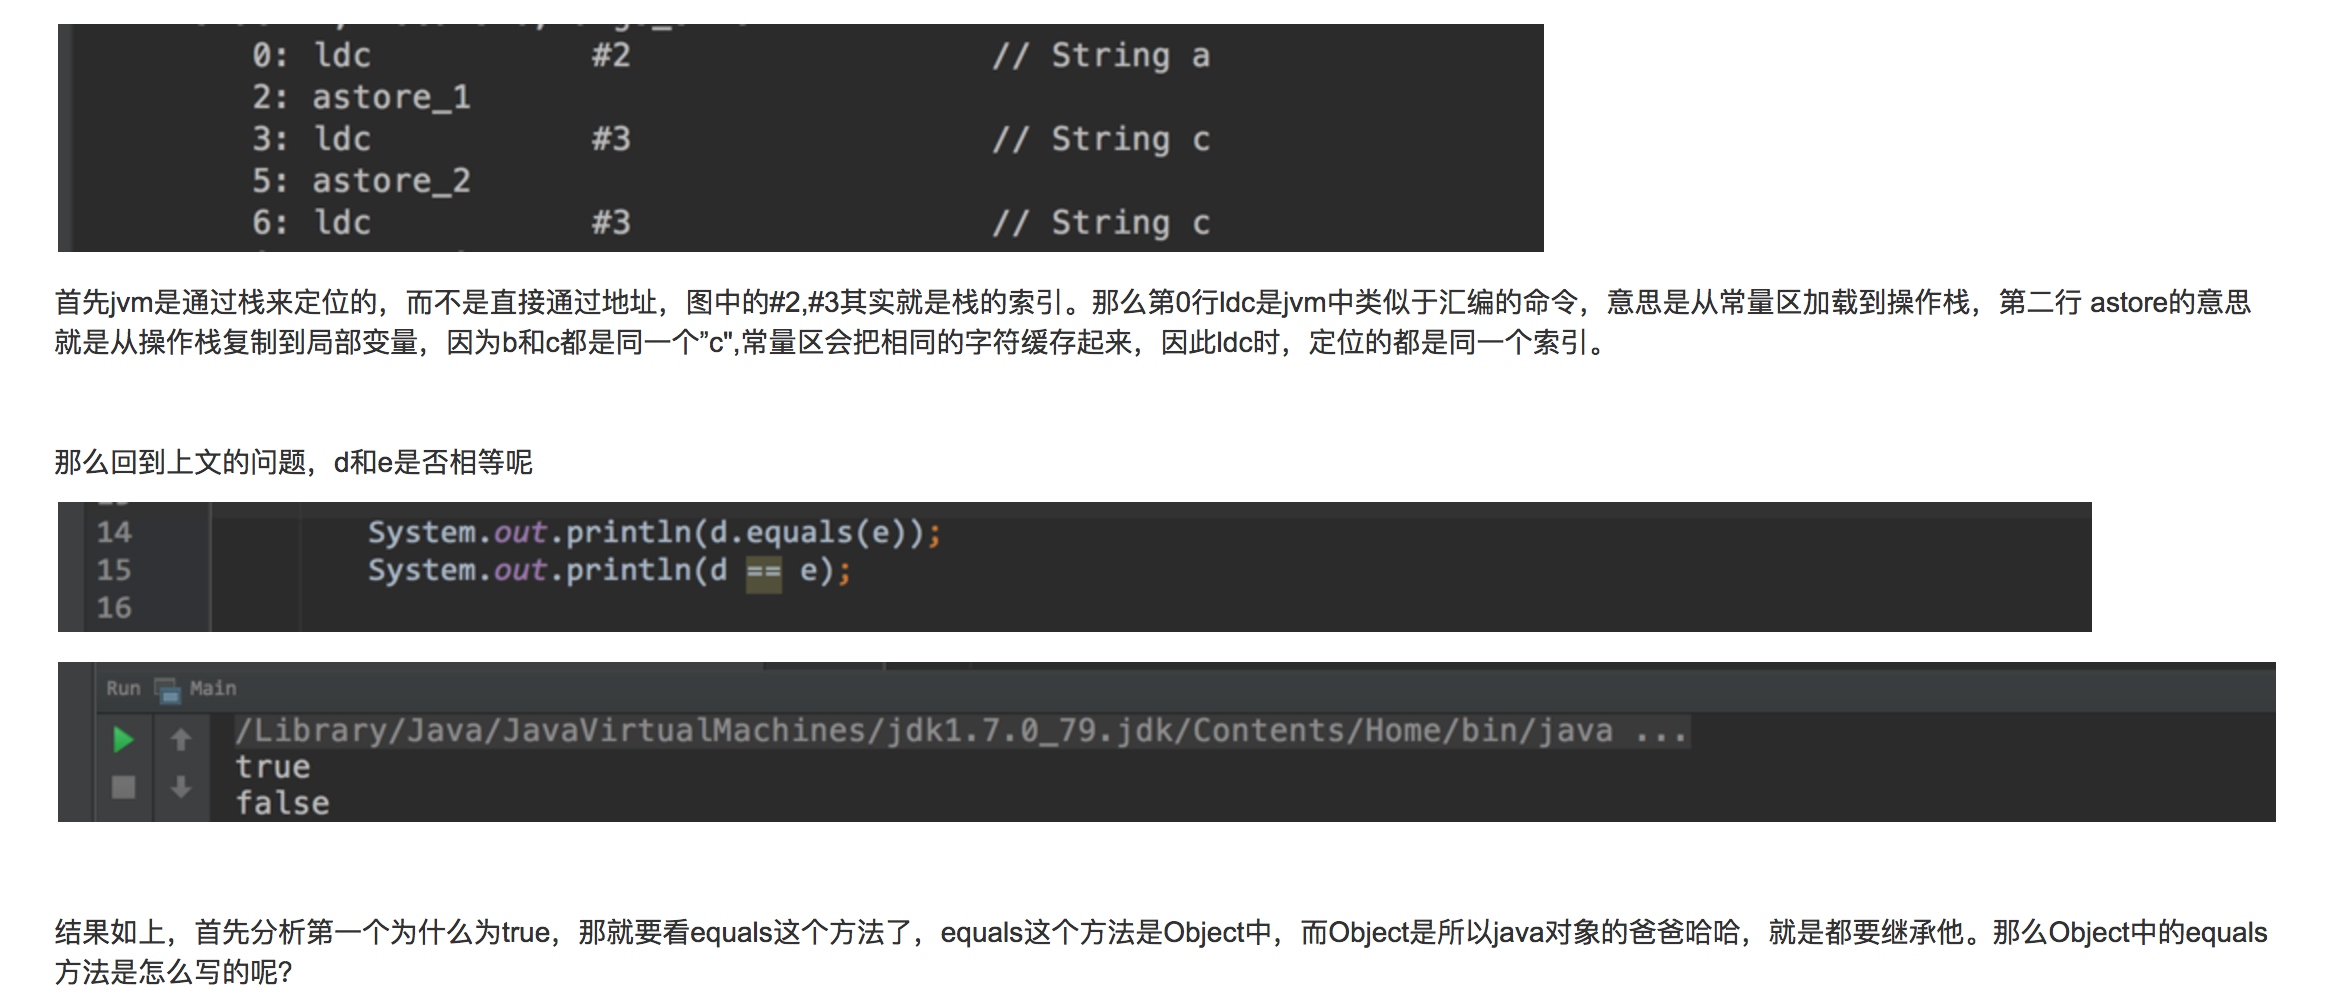 0: ldc #2 // String a
2: astore_1
3: ldc #3 // String c
5: astore_2
6: ldc #3 // String c
首先jvm是通过栈来定位的，而不是直接通过地址，图中的#2,#3其实就是栈的索引。那么第0行ldc是jvm中类似于汇编的命令，意思是从常量区加载到操作栈，第二行 astore的意思
就是从操作栈复制到局部变量，因为b和c都是同一个”c",常量区会把相同的字符缓存起来，因此ldc时，定位的都是同一个索引。
那么回到上文的问题，d和e是否相等呢
14 System.out.println(d.equals(e));
15 System.out.println(d == e);
16
Run Main
/Library/Java/JavaVirtualMachines/jdk1.7.0_79.jdk/Contents/Home/bin/java ...
true
false
结果如上，首先分析第一个为什么为true，那就要看equals这个方法了，equals这个方法是Object中，而Object是所以java对象的爸爸哈哈，就是都要继承他。那么Object中的equals
方法是怎么写的呢?